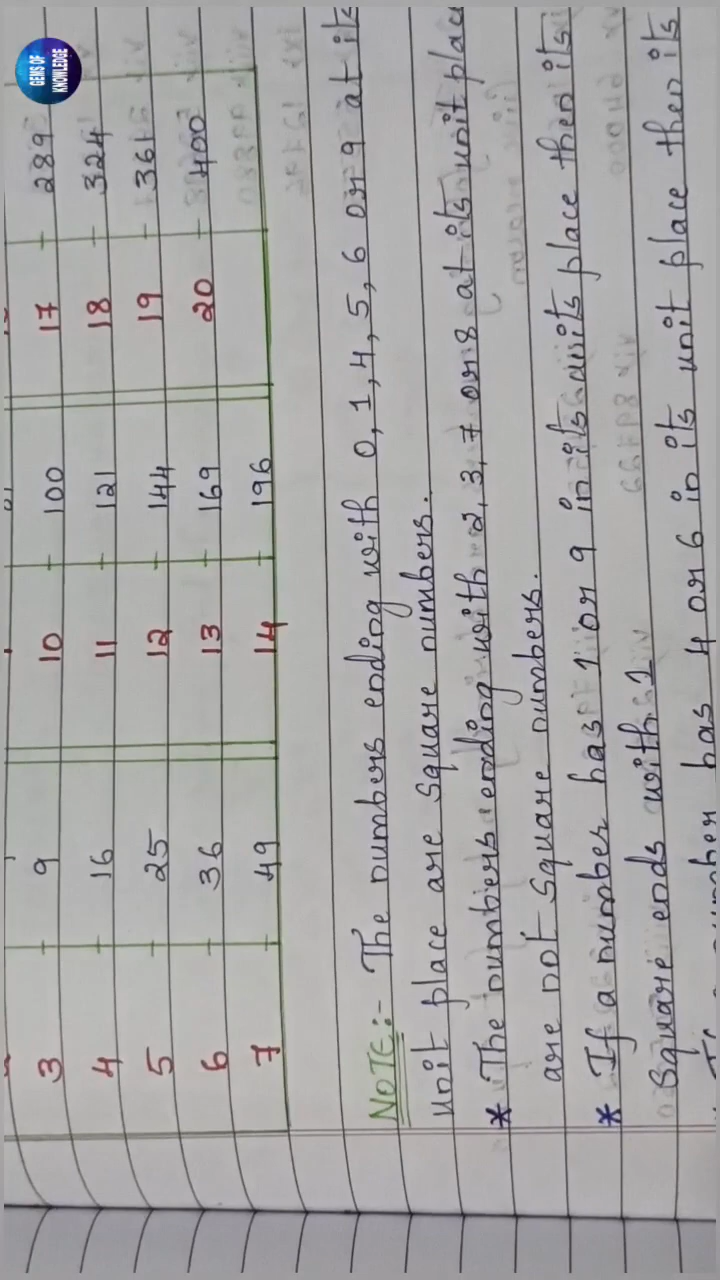 GEMS OF
KNOWLEDGE
3 - 9 10 - 100 17 - 289
4 - 16 11 - 121 18 - 324
5 - 25 12 - 144 19 - 361
6 - 36 13 - 169 20 - 400
7 - 49 14 - 196
NOTE:- The numbers ending with 0, 1, 4, 5, 6 or 9 at its
unit place are square numbers.
* The numbers ending with 2, 3, 7 or 8 at its unit place
are not square numbers.
* If a number has 1 or 9 in its units place then its
square ends with 1
If a number has 4 or 6 in its unit place then its